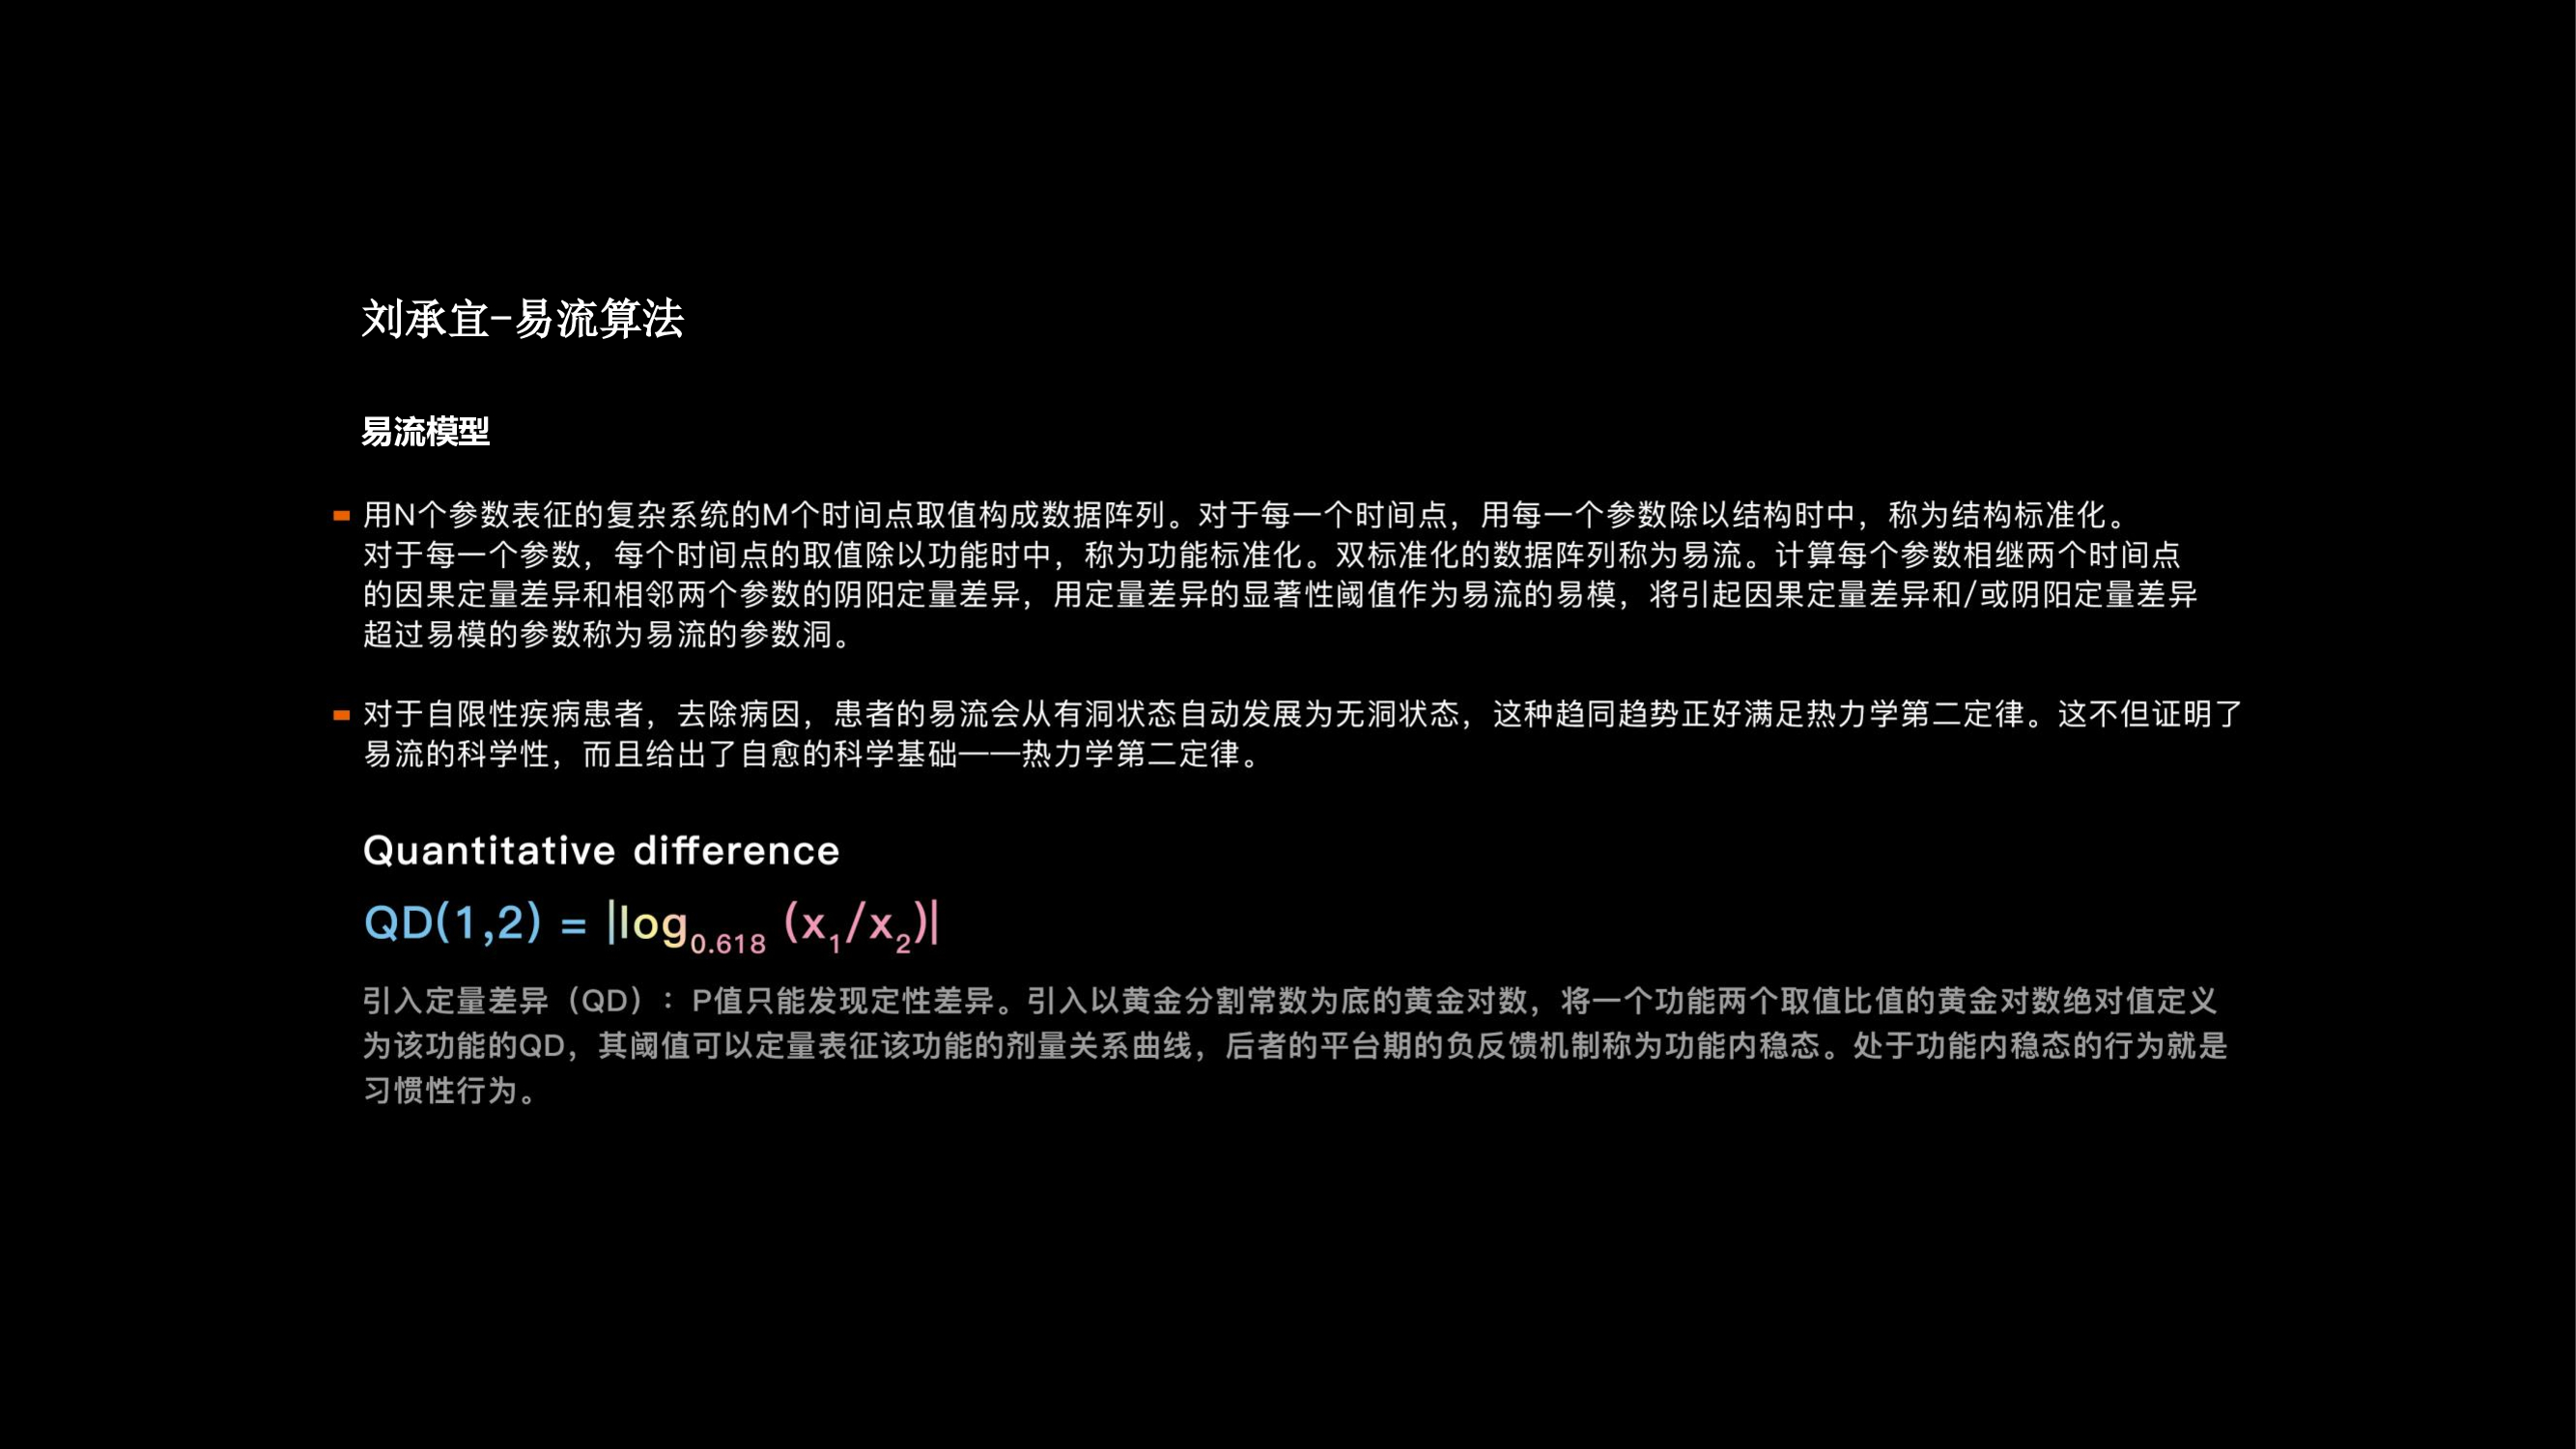 刘承宜-易流算法
易流模型
用N个参数表征的复杂系统的M个时间点取值构成数据阵列。对于每一个时间点，用每一个参数除以结构时中，称为结构标准化。
对于每一个参数，每个时间点的取值除以功能时中，称为功能标准化。双标准化的数据阵列称为易流。计算每个参数相继两个时间点
的因果定量差异和相邻两个参数的阴阳定量差异，用定量差异的显著性阈值作为易流的易模，将引起因果定量差异和/或阴阳定量差异
超过易模的参数称为易流的参数洞。
对于自限性疾病患者，去除病因，患者的易流会从有洞状态自动发展为无洞状态，这种趋同趋势正好满足热力学第二定律。这不但证明了
易流的科学性，而且给出了自愈的科学基础——热力学第二定律。
Quantitative difference
QD(1,2) = |log₀.₆₁₈ (x₁/x₂)|
引入定量差异（QD）：P值只能发现定性差异。引入以黄金分割常数为底的黄金对数，将一个功能两个取值比值的黄金对数绝对值定义
为该功能的QD，其阈值可以定量表征该功能的剂量关系曲线，后者的平台期的负反馈机制称为功能内稳态。处于功能内稳态的行为就是
习惯性行为。